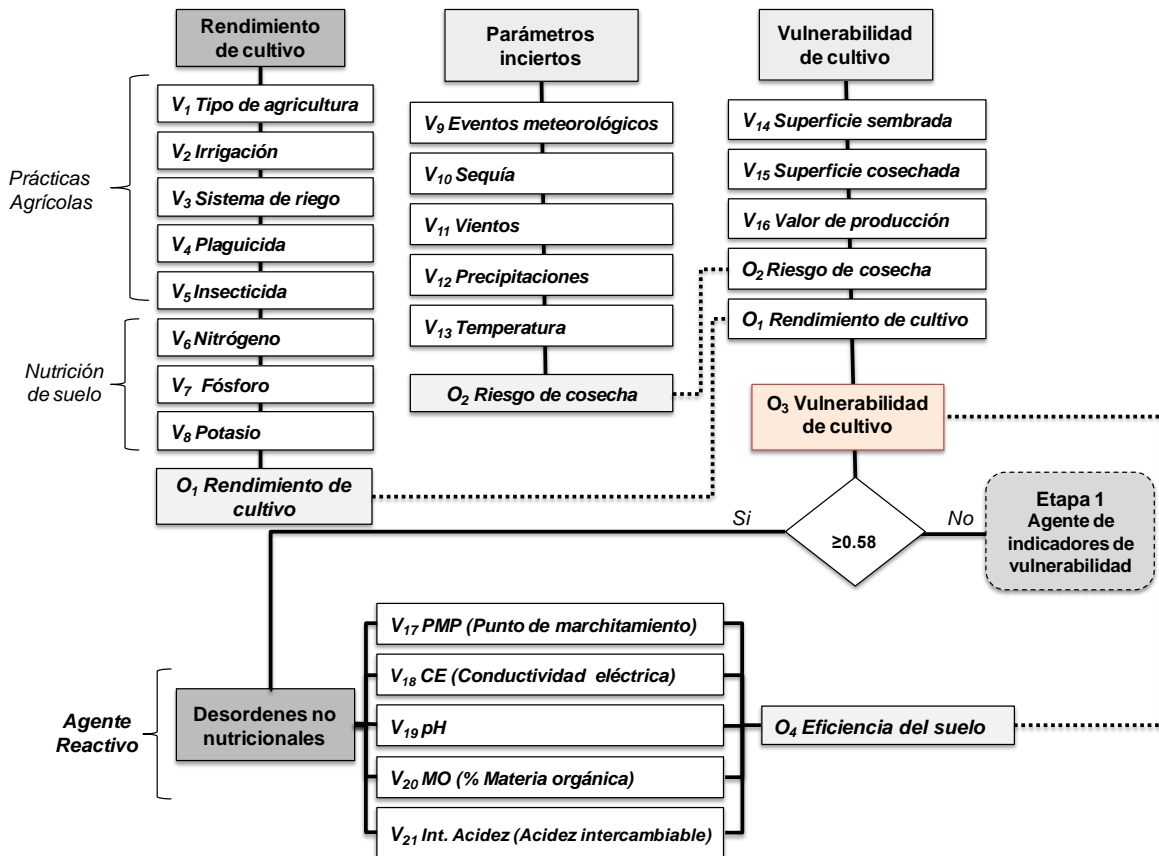 Rendimiento
de cultivo
V1 Tipo de agricultura
V2 Irrigación
V3 Sistema de riego
V4 Plaguicida
V5 Insecticida
V6 Nitrógeno
V7 Fósforo
V8 Potasio
O1 Rendimiento de
cultivo
Prácticas
Agrícolas
Nutrición
de suelo
Parámetros
inciertos
V9 Eventos meteorológicos
V10 Sequía
V11 Vientos
V12 Precipitaciones
V13 Temperatura
O2 Riesgo de cosecha
Vulnerabilidad
de cultivo
V14 Superficie sembrada
V15 Superficie cosechada
V16 Valor de producción
O2 Riesgo de cosecha
O1 Rendimiento de cultivo
O3 Vulnerabilidad
de cultivo
Si
≥0.58
No
Etapa 1
Agente de
indicadores de
vulnerabilidad
Agente
Reactivo
Desordenes no
nutricionales
V17 PMP (Punto de marchitamiento)
V18 CE (Conductividad eléctrica)
V19 pH
V20 MO (% Materia orgánica)
V21 Int. Acidez (Acidez intercambiable)
O4 Eficiencia del suelo